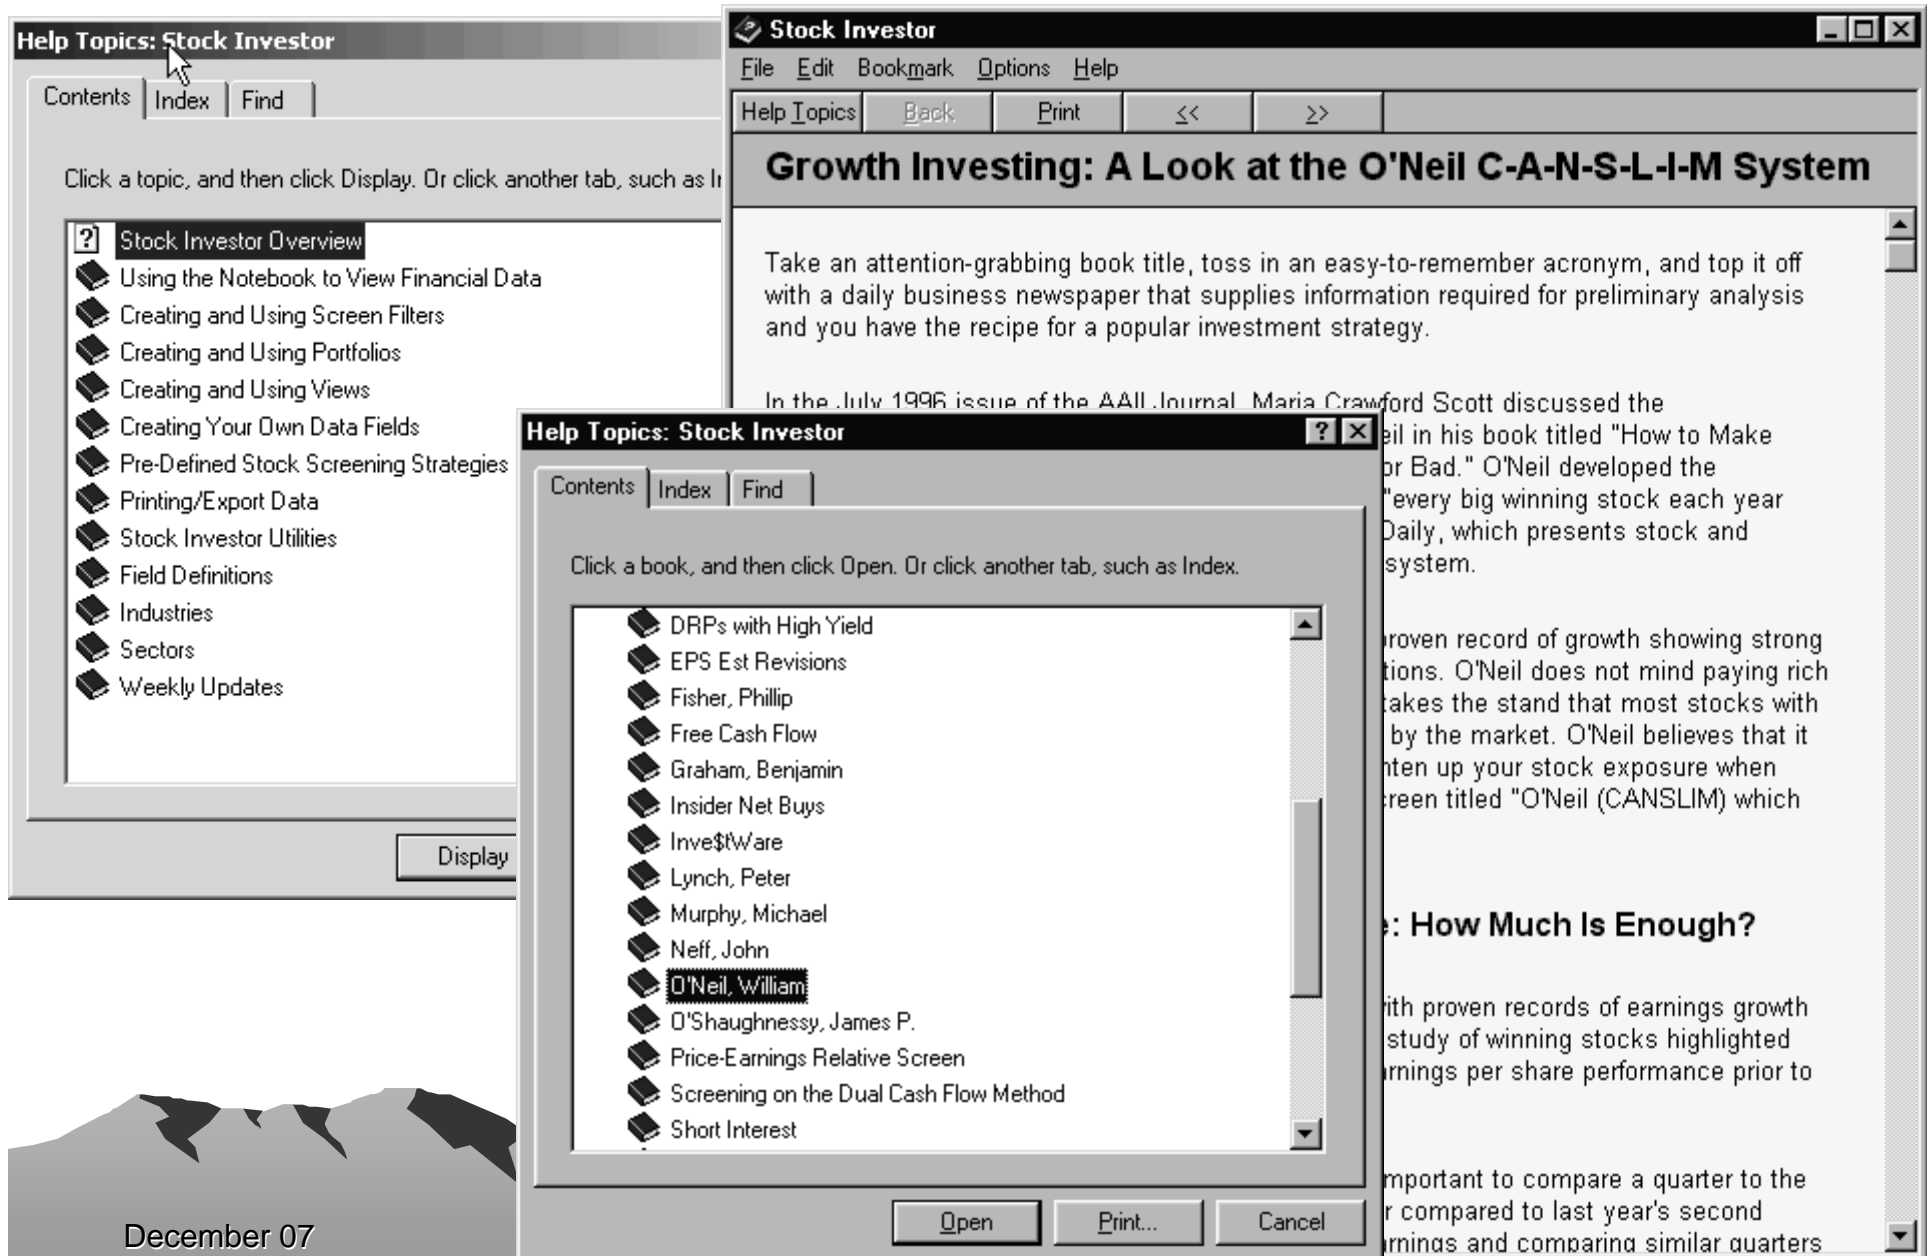 Help Topics: Stock Investor
Contents
Index
Find
Click a topic, and then click Display. Or click another tab, such as
Stock Investor Overview
Using the Notebook to View Financial Data
Creating and Using Screen Filters
Creating and Using Portfolios
Creating and Using Views
Creating Your Own Data Fields
Pre-Defined Stock Screening Strategies
Printing/Export Data
Stock Investor Utilities
Field Definitions
Industries
Sectors
Weekly Updates
Display
December 07
Stock Investor
File Edit Bookmark Options Help
Help Topics Back Print << >>
Growth Investing: A Look at the O'Neil C-A-N-S-L-I-M System
Take an attention-grabbing book title, toss in an easy-to-remember acronym, and top it off
with a daily business newspaper that supplies information required for preliminary analysis
and you have the recipe for a popular investment strategy.
In the July 1996 issue of the AAII Journal, Maria Crawford Scott discussed the
eil in his book titled "How to Make
or Bad." O'Neil developed the
"every big winning stock each year
Daily, which presents stock and
system.
roven record of growth showing strong
tions. O'Neil does not mind paying rich
takes the stand that most stocks with
by the market. O'Neil believes that it
hten up your stock exposure when
creen titled "O'Neil (CANSLIM) which
: How Much Is Enough?
ith proven records of earnings growth
study of winning stocks highlighted
rnings per share performance prior to
mportant to compare a quarter to the
r compared to last year's second
rnings and comparing similar quarters
Help Topics: Stock Investor
Contents
Index
Find
Click a book, and then click Open. Or click another tab, such as Index.
DRPs with High Yield
EPS Est Revisions
Fisher, Phillip
Free Cash Flow
Graham, Benjamin
Insider Net Buys
Inve$tWare
Lynch, Peter
Murphy, Michael
Neff, John
O'Neil, William
O'Shaughnessy, James P.
Price-Earnings Relative Screen
Screening on the Dual Cash Flow Method
Short Interest
Open Print... Cancel